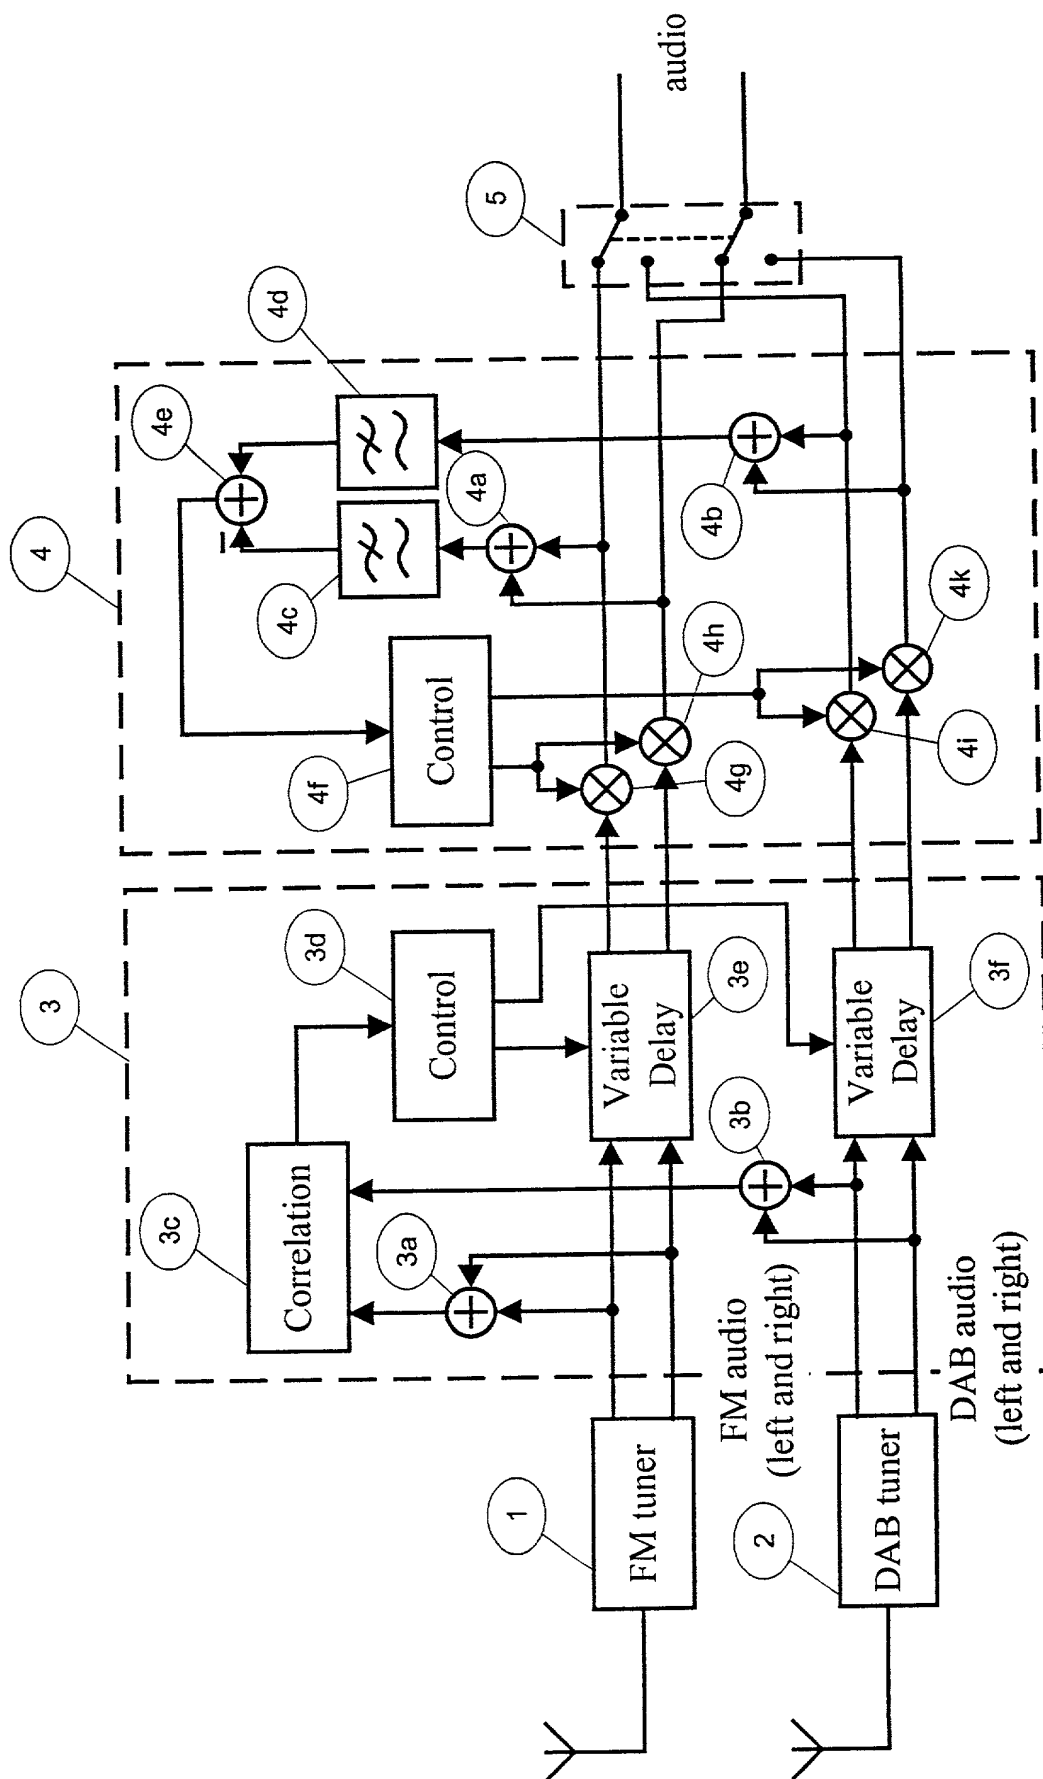 audio
5
4d
4e
4
4a
4b
4c
4h
4k
Control
4f
4g
4i
3d
3
Control
Variable
Delay
3e
Variable
Delay
3f
3b
Correlation
3c
3a
FM audio
(left and right)
DAB audio
(left and right)
1
FM tuner
2
DAB tuner